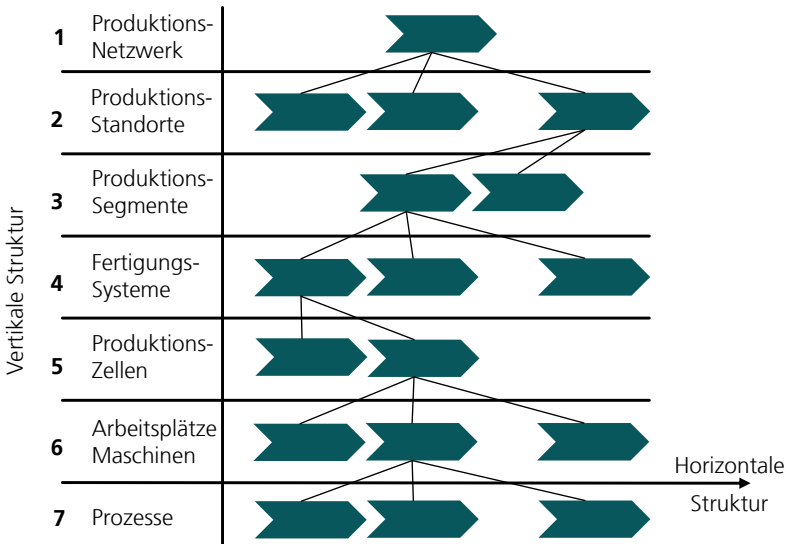 Vertikale Struktur
1
Produktions-
Netzwerk
2
Produktions-
Standorte
3
Produktions-
Segmente
4
Fertigungs-
Systeme
5
Produktions-
Zellen
6
Arbeitsplätze
Maschinen
7
Prozesse
Horizontale
Struktur